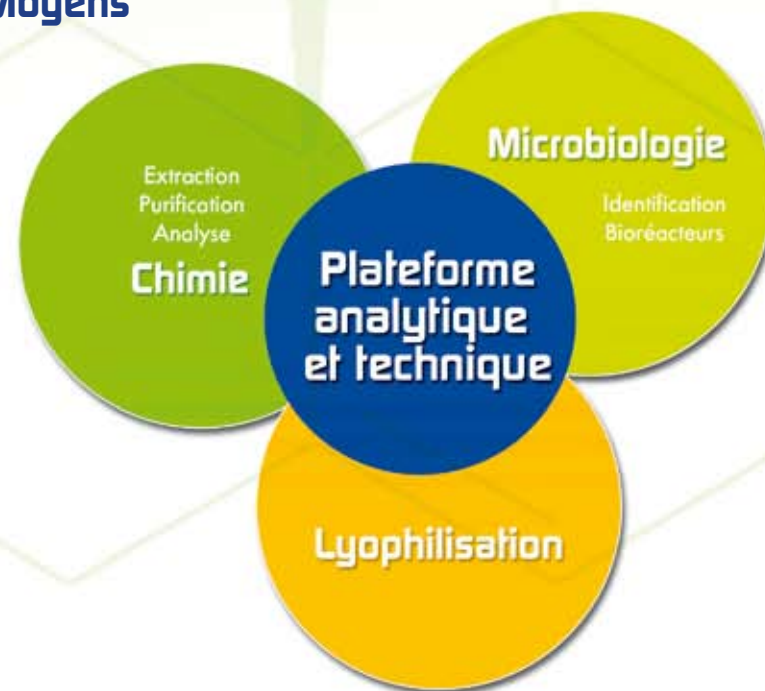 Moyens
Extraction
Purification
Analyse
Chimie
Microbiologie
Identification
Bioréacteurs
Plateforme
analytique
et technique
Lyophilisation